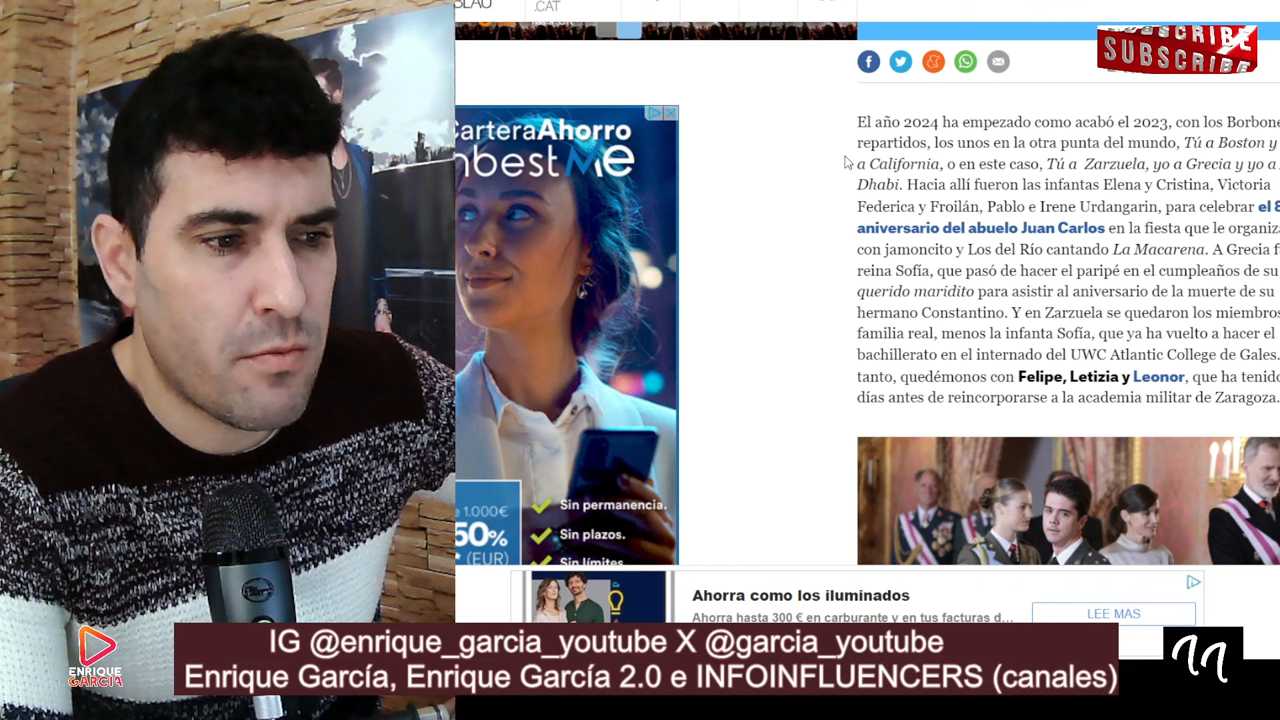 .CAT
SUBSCRIBE
SUBSCRIBE
CarteraAhorro
inbestMe
1.000€
50%
(EUR)
Sin permanencia.
Sin plazos.
Sin límites
El año 2024 ha empezado como acabó el 2023, con los Borbone
repartidos, los unos en la otra punta del mundo, Tú a Boston y
a California, o en este caso, Tú a Zarzuela, yo a Grecia y yo a
Dhabi. Hacia allí fueron las infantas Elena y Cristina, Victoria
Federica y Froilán, Pablo e Irene Urdangarin, para celebrar el 8
aniversario del abuelo Juan Carlos en la fiesta que le organiza
con jamoncito y Los del Río cantando La Macarena. A Grecia f
reina Sofía, que pasó de hacer el paripé en el cumpleaños de su
querido maridito para asistir al aniversario de la muerte de su
hermano Constantino. Y en Zarzuela se quedaron los miembros
familia real, menos la infanta Sofía, que ya ha vuelto a hacer el
bachillerato en el internado del UWC Atlantic College de Gales.
tanto, quedémonos con Felipe, Letizia y Leonor, que ha tenido
días antes de reincorporarse a la academia militar de Zaragoza.
Ahorra como los iluminados
Ahorra hasta 300 € en carburante y en tus facturas d...
LEE MÁS
IG @enrique_garcia_youtube X @garcia_youtube
Enrique García, Enrique García 2.0 e INFOINFLUENCERS (canales)
ENRIQUE
GARCÍA